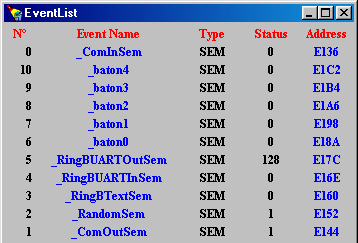 EventList
N° Event Name Type Status Address
0 _ComInSem SEM 0 E136
10 _baton4 SEM 0 E1C2
9 _baton3 SEM 0 E1B4
8 _baton2 SEM 0 E1A6
7 _baton1 SEM 0 E198
6 _baton0 SEM 0 E18A
5 _RingBUARTOutSem SEM 128 E17C
4 _RingBUARTInSem SEM 0 E16E
3 _RingBTextSem SEM 0 E160
2 _RandomSem SEM 1 E152
1 _ComOutSem SEM 1 E144